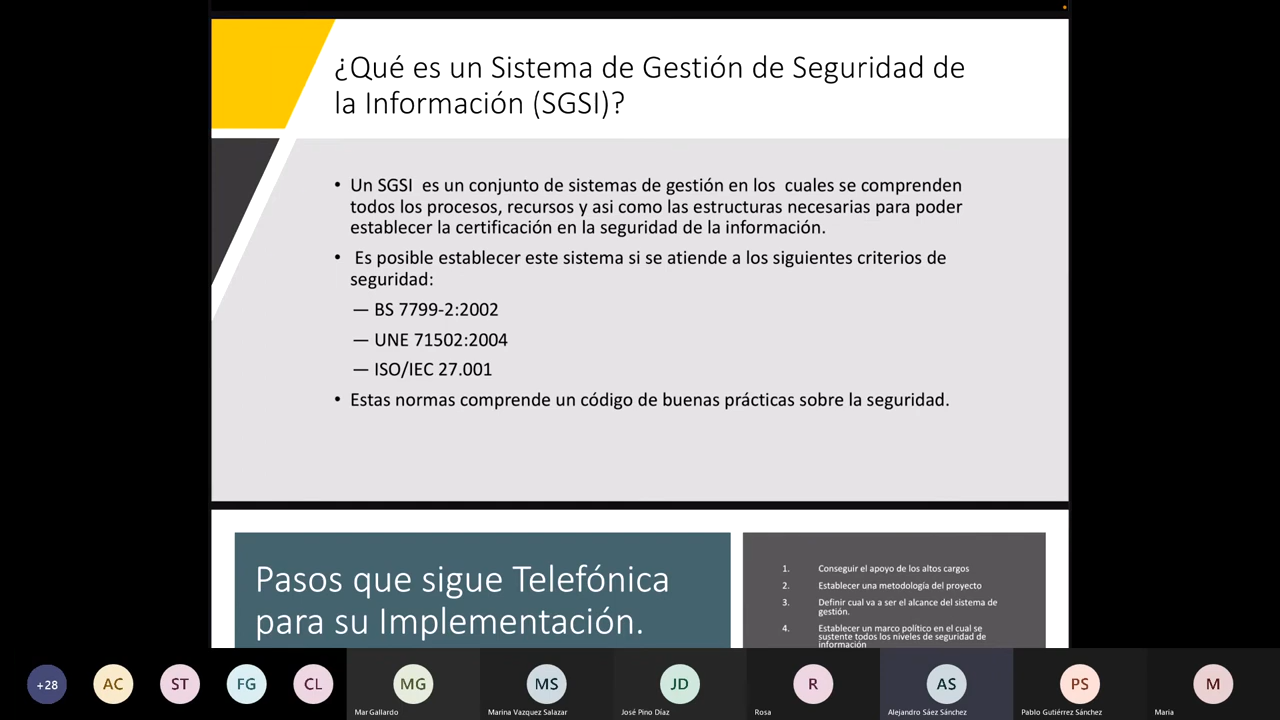 ¿Qué es un Sistema de Gestión de Seguridad de
la Información (SGSI)?
• Un SGSI  es un conjunto de sistemas de gestión en los  cuales se comprenden
todos los procesos, recursos y asi como las estructuras necesarias para poder
establecer la certificación en la seguridad de la información.
•  Es posible establecer este sistema si se atiende a los siguientes criterios de
seguridad:
— BS 7799-2:2002
— UNE 71502:2004
— ISO/IEC 27.001
• Estas normas comprende un código de buenas prácticas sobre la seguridad.
Pasos que sigue Telefónica
para su Implementación.
1. Conseguir el apoyo de los altos cargos
2. Establecer una metodología del proyecto
3. Definir cual va a ser el alcance del sistema de
gestión.
4. Establecer un marco político en el cual se
sustente todos los niveles de seguridad de
información
+28
AC
ST
FG
CL
MG
MS
JD
R
AS
PS
M
Mar Gallardo
Marina Vazquez Salazar
José Pino Díaz
Rosa
Alejandro Sáez Sánchez
Pablo Gutiérrez Sánchez
Maria